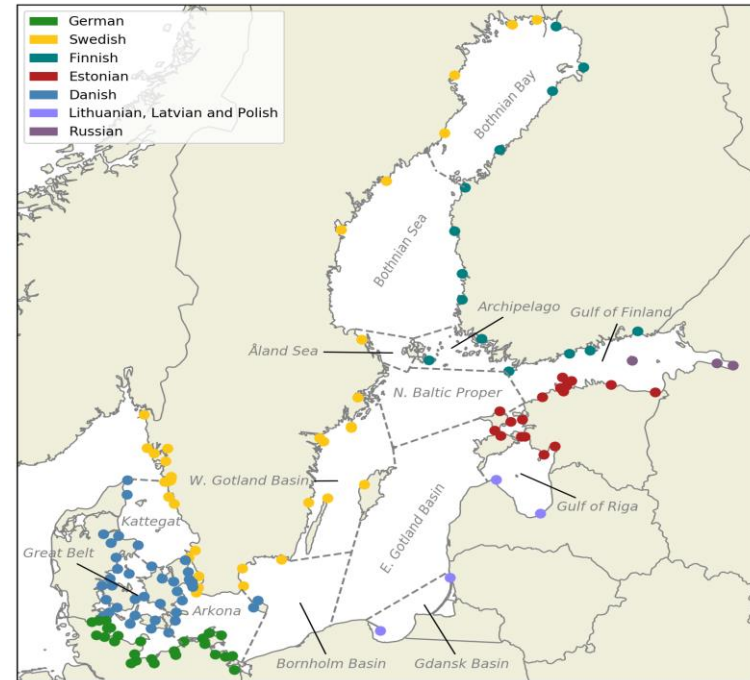 German
Swedish
Finnish
Estonian
Danish
Lithuanian, Latvian and Polish
Russian
Bothnian Bay
Bothnian Sea
Archipelago
Gulf of Finland
Åland Sea
N. Baltic Proper
W. Gotland Basin
E. Gotland Basin
Gulf of Riga
Kattegat
Great Belt
Arkona
Bornholm Basin
Gdansk Basin